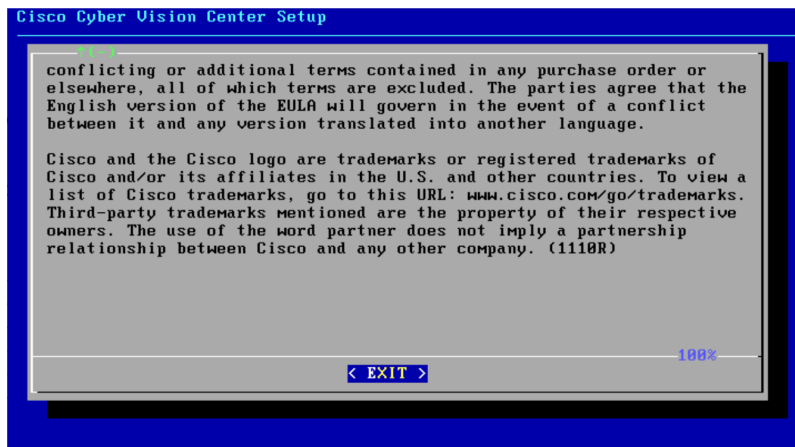 Cisco Cyber Vision Center Setup
↑(-)
conflicting or additional terms contained in any purchase order or
elsewhere, all of which terms are excluded. The parties agree that the
English version of the EULA will govern in the event of a conflict
between it and any version translated into another language.
Cisco and the Cisco logo are trademarks or registered trademarks of
Cisco and/or its affiliates in the U.S. and other countries. To view a
list of Cisco trademarks, go to this URL: www.cisco.com/go/trademarks.
Third-party trademarks mentioned are the property of their respective
owners. The use of the word partner does not imply a partnership
relationship between Cisco and any other company. (1110R)
100%
< EXIT >